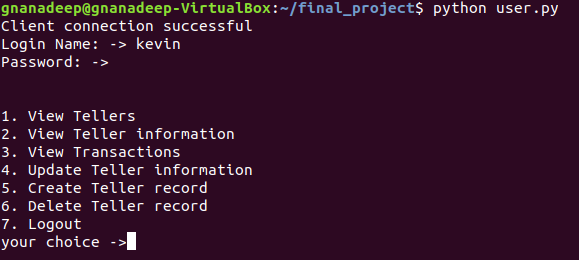 gnanadeep@gnanadeep-VirtualBox:~/final_project$ python user.py
Client connection successful
Login Name: -> kevin
Password: ->
1. View Tellers
2. View Teller information
3. View Transactions
4. Update Teller information
5. Create Teller record
6. Delete Teller record
7. Logout
your choice ->